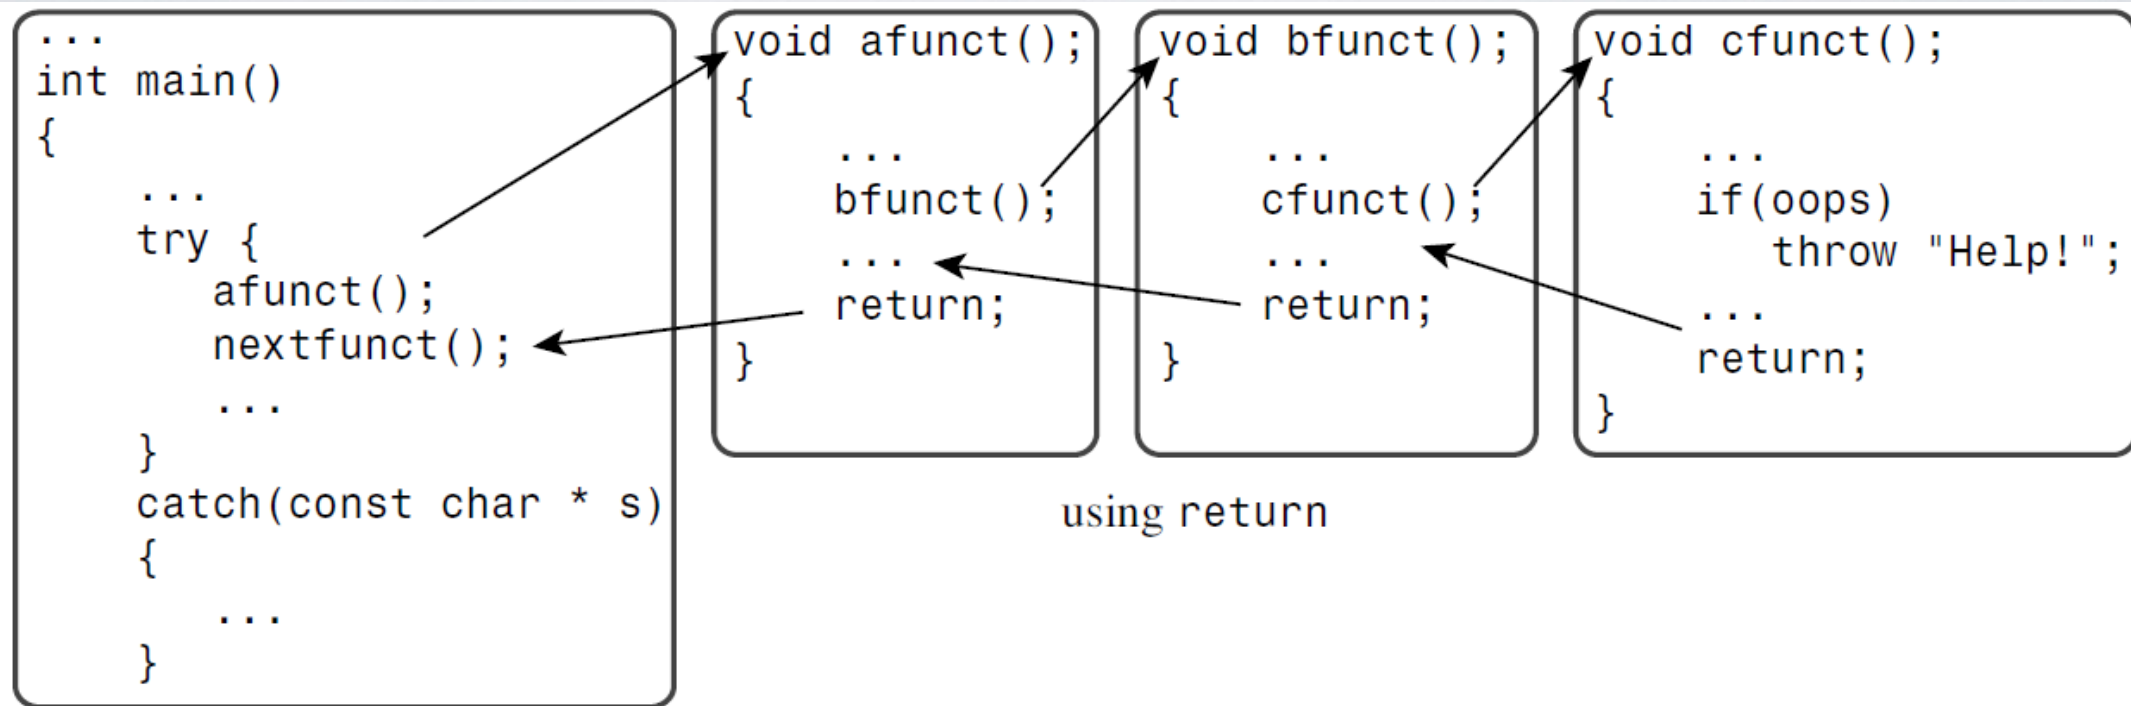 ...
int main()
{
...
try {
afunct();
nextfunct();
...
}
catch(const char * s)
{
...
}
void afunct();
{
...
bfunct();
...
return;
}
void bfunct();
{
...
cfunct();
...
return;
}
void cfunct();
{
...
if(oops)
throw "Help!";
...
return;
}
using return